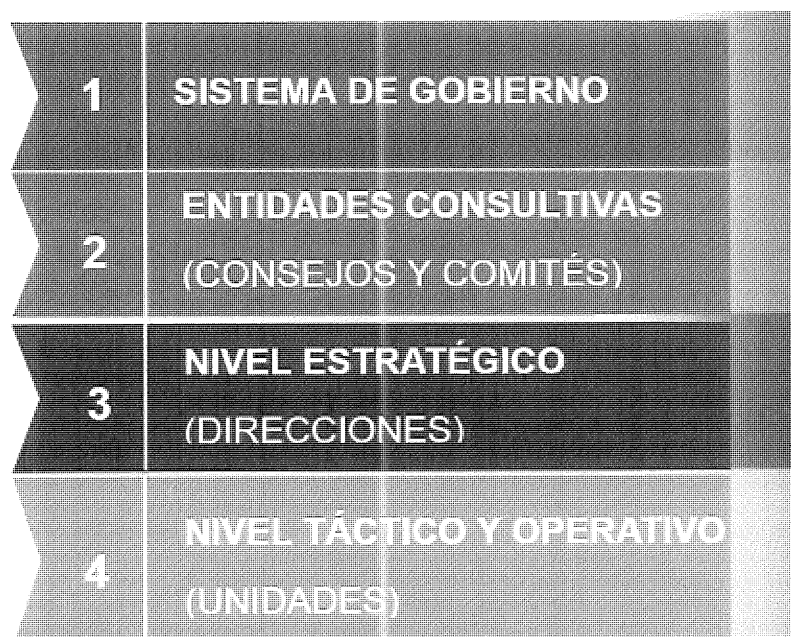 1
SISTEMA DE GOBIERNO
2
ENTIDADES CONSULTIVAS
(CONSEJOS Y COMITÉS)
3
NIVEL ESTRATÉGICO
(DIRECCIONES)
4
NIVEL TÁCTICO Y OPERATIVO
(UNIDADES)